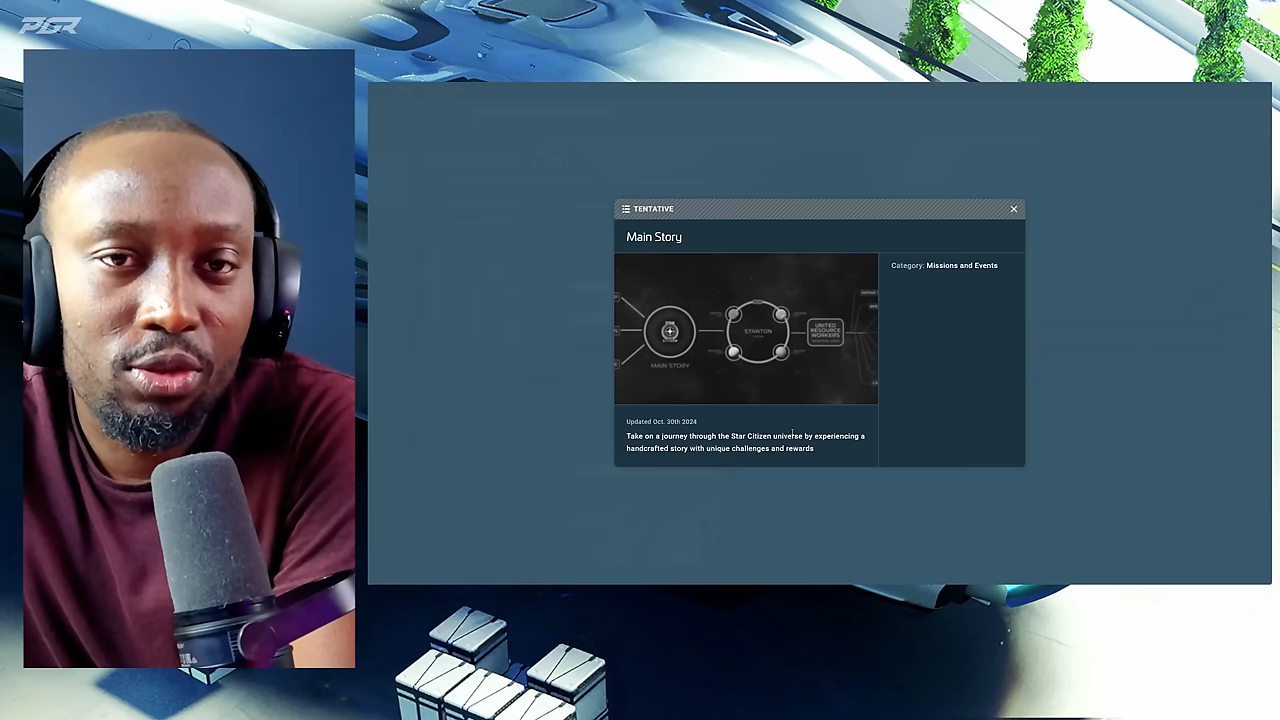 PGR
TENTATIVE
Main Story
Category: Missions and Events
MAIN STORY
STANTON
UNITED
RESOURCE
WORKERS
Updated Oct. 30th 2024
Take on a journey through the Star Citizen universe by experiencing a
handcrafted story with unique challenges and rewards